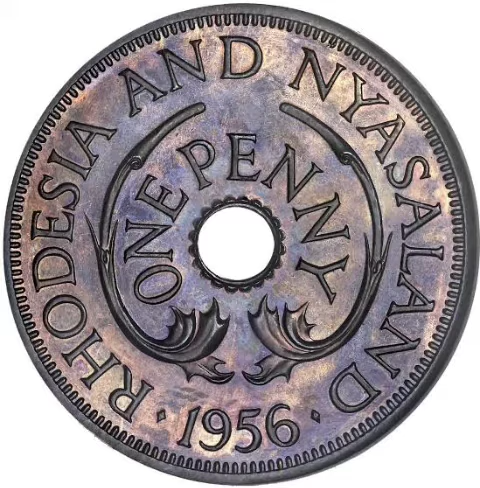 RHODESIA AND NYASALAND
ONE PENNY
· 1956 ·